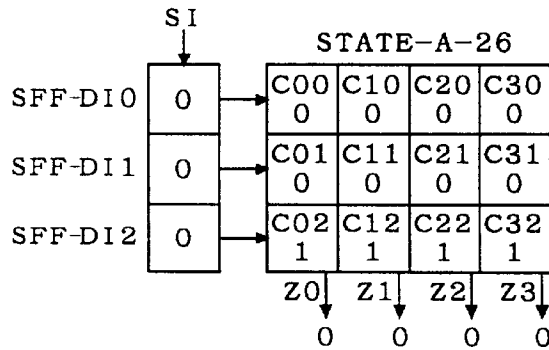 SI
STATE-A-26
SFF-DI0 0 C00 C10 C20 C30
0 0 0 0
SFF-DI1 0 C01 C11 C21 C31
0 0 0 0
SFF-DI2 0 C02 C12 C22 C32
1 1 1 1
Z0 Z1 Z2 Z3
0 0 0 0